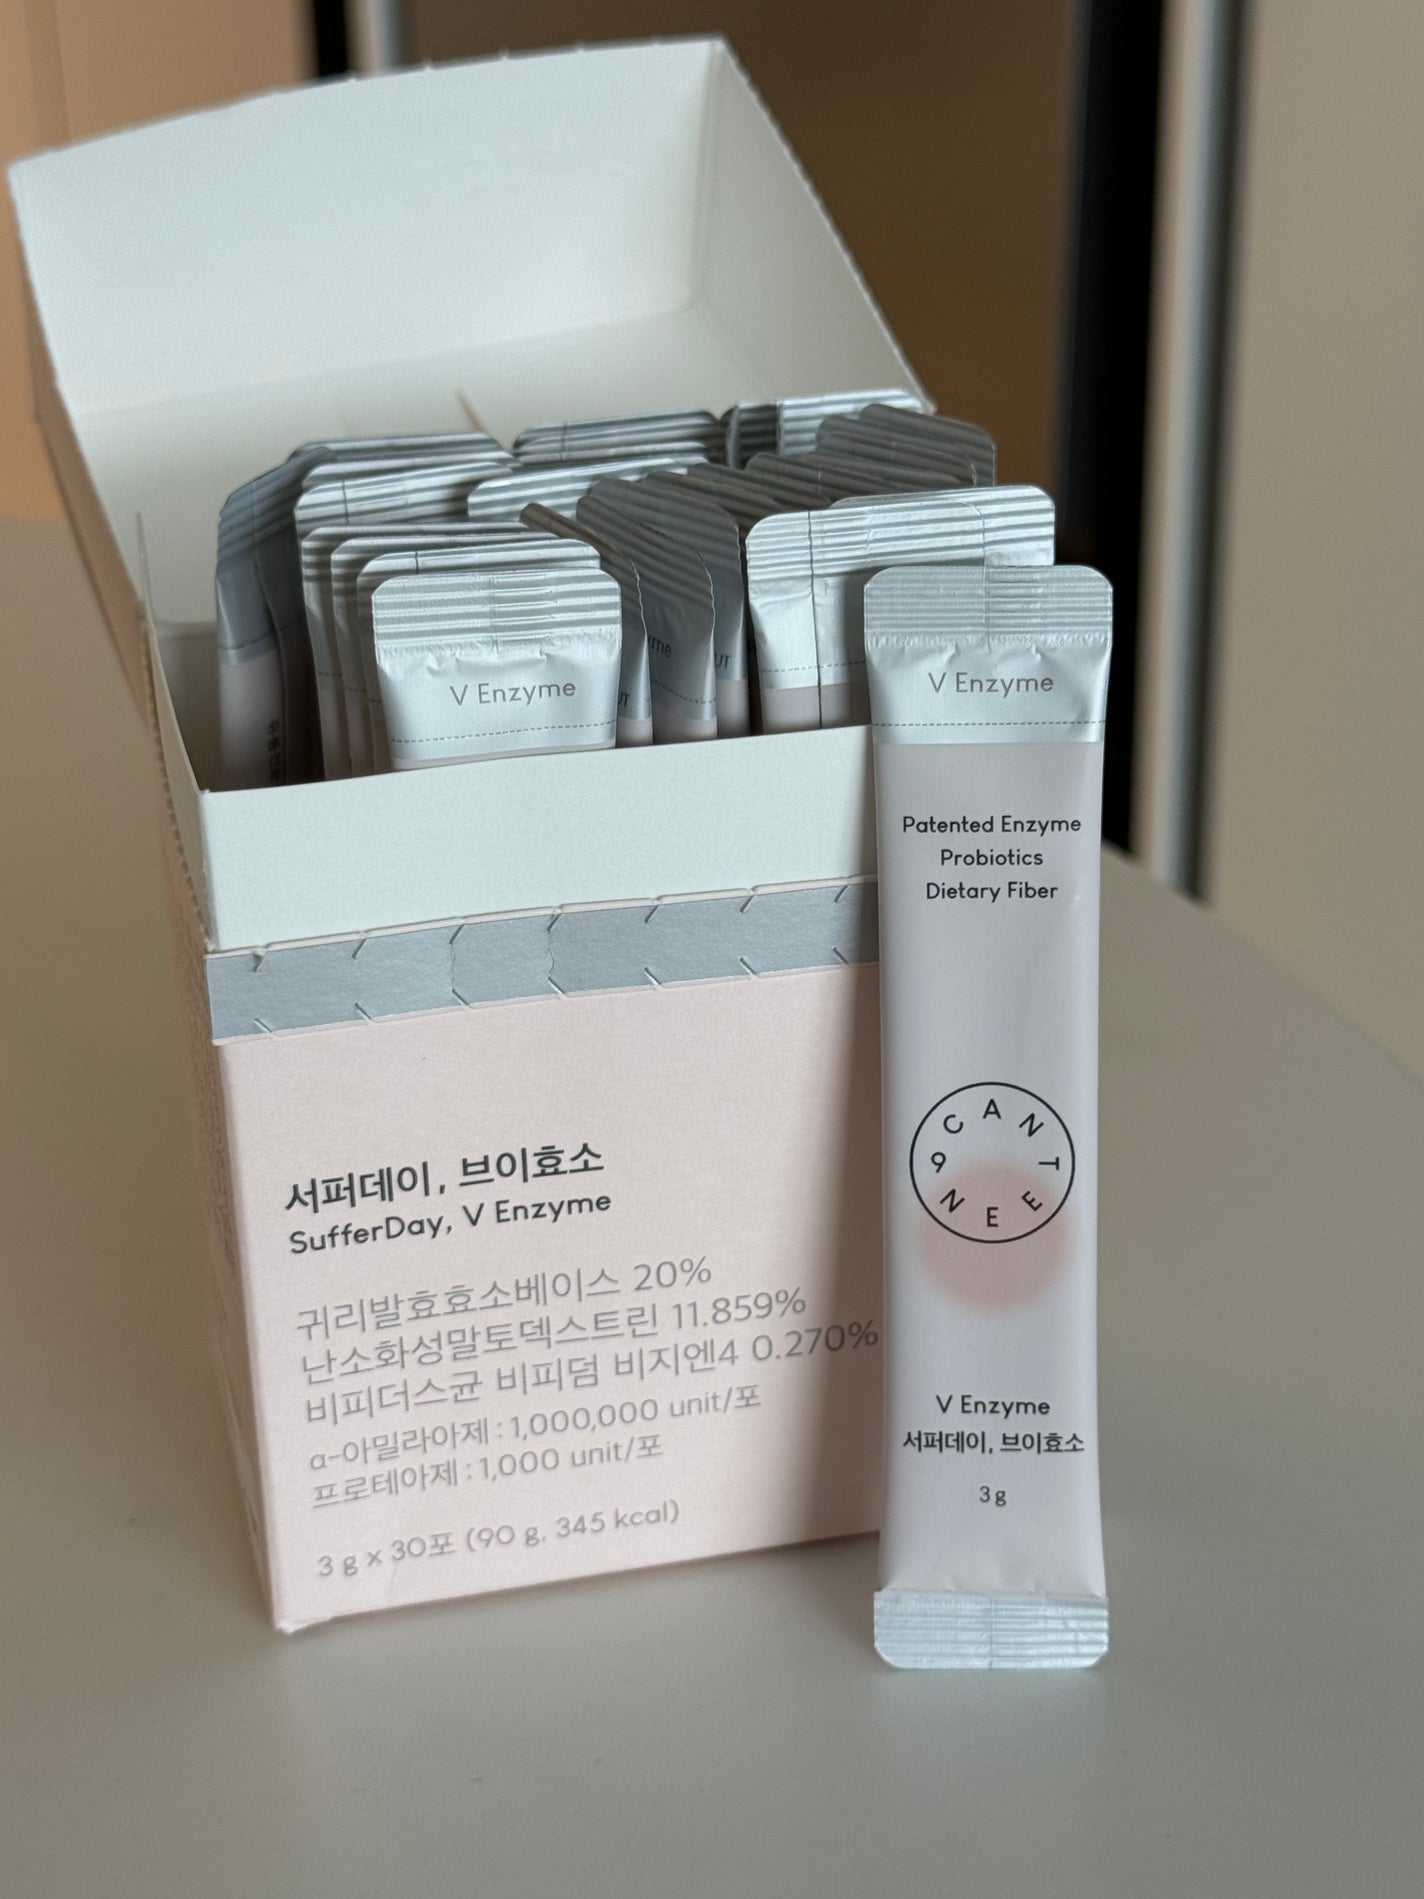 V Enzyme
서퍼데이, 브이효소
SufferDay, V Enzyme
귀리발효효소베이스 20%
난소화성말토덱스트린 11.859%
비피더스균 비피덤 비지엔4 0.270%
α-아밀라아제 : 1,000,000 unit/포
프로테아제 : 1,000 unit/포
3 g x 30포 (90 g, 345 kcal)
V Enzyme
Patented Enzyme
Probiotics
Dietary Fiber
CANTEEN9
V Enzyme
서퍼데이, 브이효소
3 g